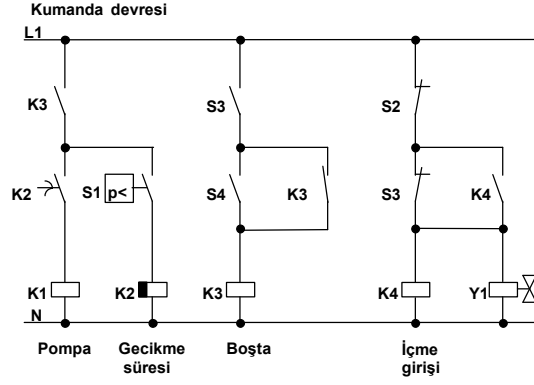 Kumanda devresi
L1
K3
S3
S2
K2
S1
p<
S4
K3
S3
K4
K1
K2
K3
K4
Y1
N
Pompa
Gecikme
süresi
Boşta
İçme
girişi